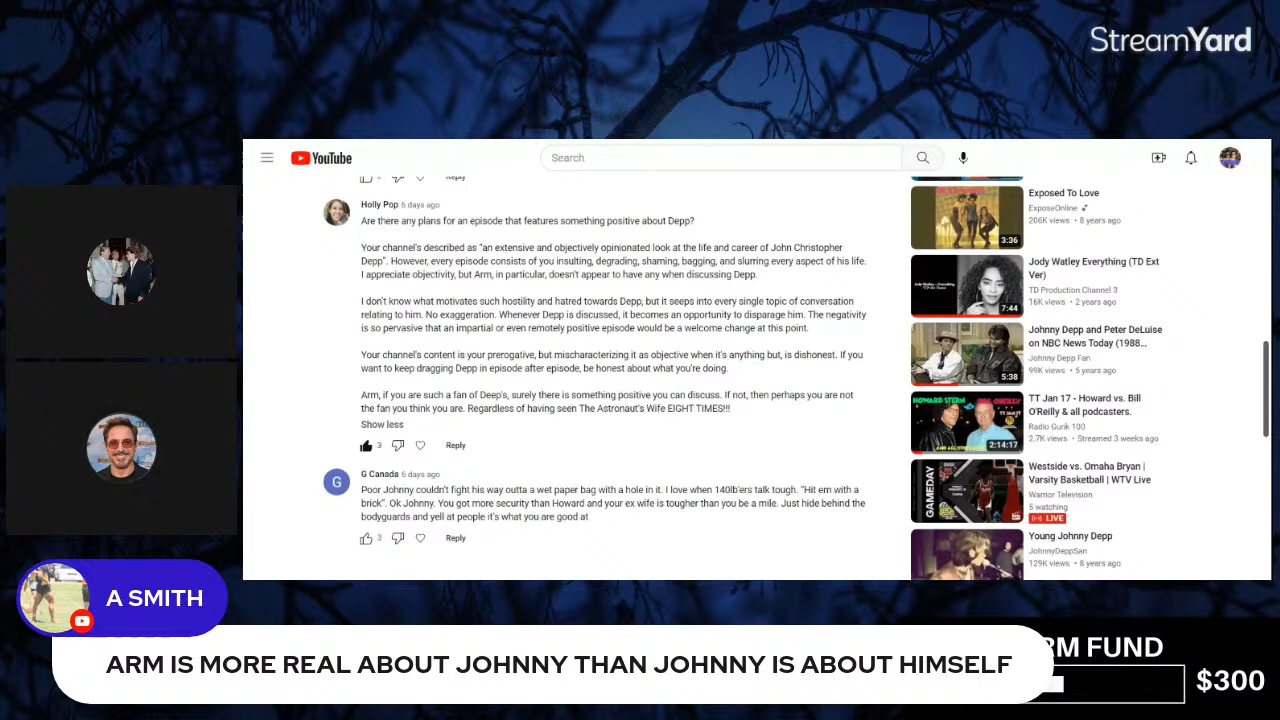 StreamYard
YouTube
Search
Reply
Holly Pop 6 days ago
Are there any plans for an episode that features something positive about Depp?
Your channel's described as "an extensive and objectively opinionated look at the life and career of John Christopher
Depp". However, every episode consists of you insulting, degrading, shaming, bagging, and slurring every aspect of his life.
I appreciate objectivity, but Arm, in particular, doesn't appear to have any when discussing Depp.
I don't know what motivates such hostility and hatred towards Depp, but it seeps into every single topic of conversation
relating to him. No exaggeration. Whenever Depp is discussed, it becomes an opportunity to disparage him. The negativity
is so pervasive that an impartial or even remotely positive episode would be a welcome change at this point.
Your channel's content is your prerogative, but mischaracterizing it as objective when it's anything but, is dishonest. If you
want to keep dragging Depp in episode after episode, be honest about what you're doing.
Arm, if you are such a fan of Deep's, surely there is something positive you can discuss. If not, then perhaps you are not
the fan you think you are. Regardless of having seen The Astronaut's Wife EIGHT TIMES!!!
Show less
3 Reply
G
G Canada 6 days ago
Poor Johnny couldn't fight his way outta a wet paper bag with a hole in it. I love when 140lb'ers talk tough. "Hit em with a
brick". Ok Johnny. You got more security than Howard and your ex wife is tougher than you be a mile. Just hide behind the
bodyguards and yell at people it's what you are good at
3 Reply
Exposed To Love
ExposeOnline
206K views • 8 years ago
3:36
Jody Watley Everything (TD Ext
Ver)
TD Production Channel 3
16K views • 2 years ago
7:44
Johnny Depp and Peter DeLuise
on NBC News Today (1988...
Johnny Depp Fan
99K views • 5 years ago
5:38
HOWARD STERN
TT Jan 17 - Howard vs. Bill
O'Reilly & all podcasters.
Radio Gunk 100
2.7K views • Streamed 3 weeks ago
2:14:17
GAMEDAY
Westside vs. Omaha Bryan |
Varsity Basketball | WTV Live
Warrior Television
5 watching
LIVE
Young Johnny Depp
JohnnyDeppSan
129K views • 8 years ago
A SMITH
ARM IS MORE REAL ABOUT JOHNNY THAN JOHNNY IS ABOUT HIMSELF
RM FUND
$300